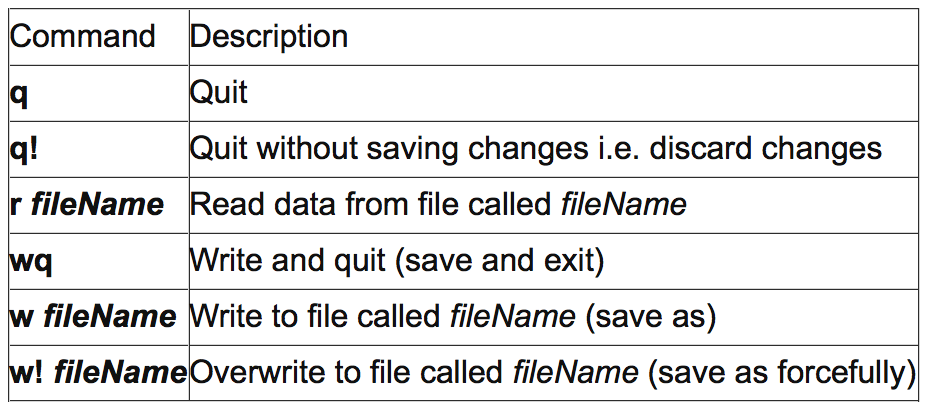 Command Description
q Quit
q! Quit without saving changes i.e. discard changes
r fileName Read data from file called fileName
wq Write and quit (save and exit)
w fileName Write to file called fileName (save as)
w! fileName Overwrite to file called fileName (save as forcefully)